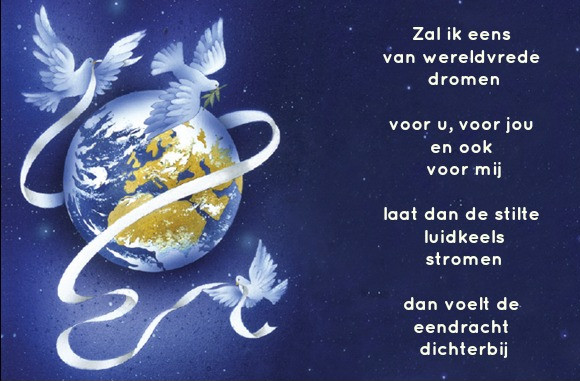 Zal ik eens
van wereldvrede
dromen
voor u, voor jou
en ook
voor mij
laat dan de stilte
luidkeels
stromen
dan voelt de
eendracht
dichterbij